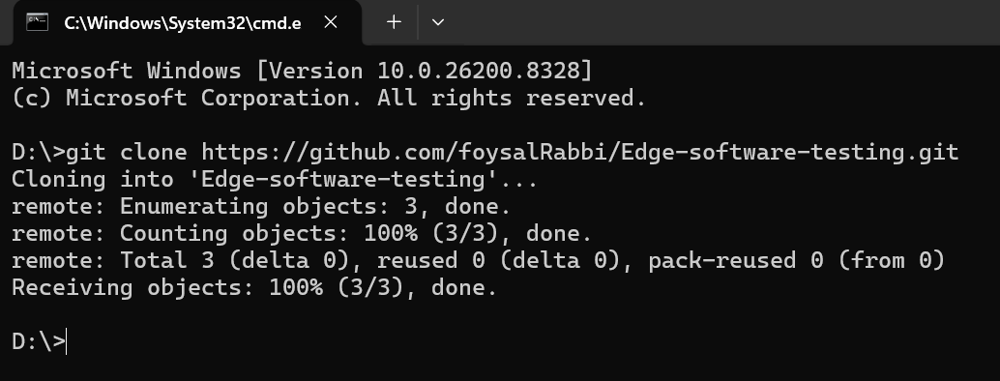 C:\Windows\System32\cmd.e
Microsoft Windows [Version 10.0.26200.8328]
(c) Microsoft Corporation. All rights reserved.
D:\>git clone https://github.com/foysalRabbi/Edge-software-testing.git
Cloning into 'Edge-software-testing'...
remote: Enumerating objects: 3, done.
remote: Counting objects: 100% (3/3), done.
remote: Total 3 (delta 0), reused 0 (delta 0), pack-reused 0 (from 0)
Receiving objects: 100% (3/3), done.
D:\>